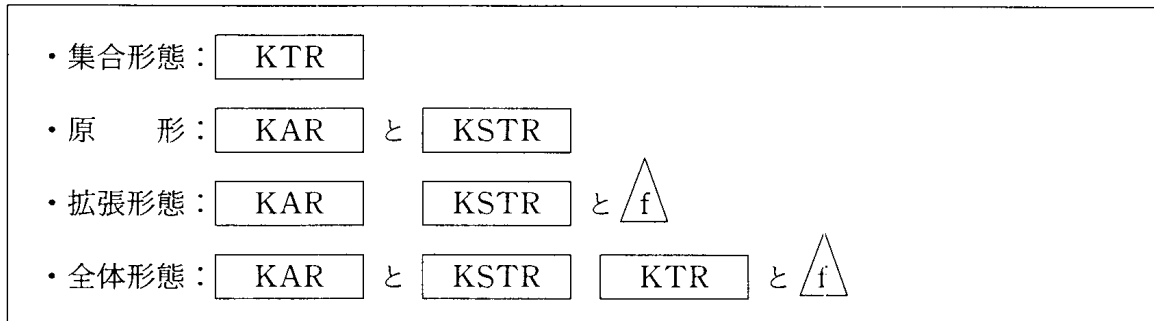 ・集合形態：KTR
・原　形：KAR と KSTR
・拡張形態：KAR KSTR と f
・全体形態：KAR と KSTR KTR と f